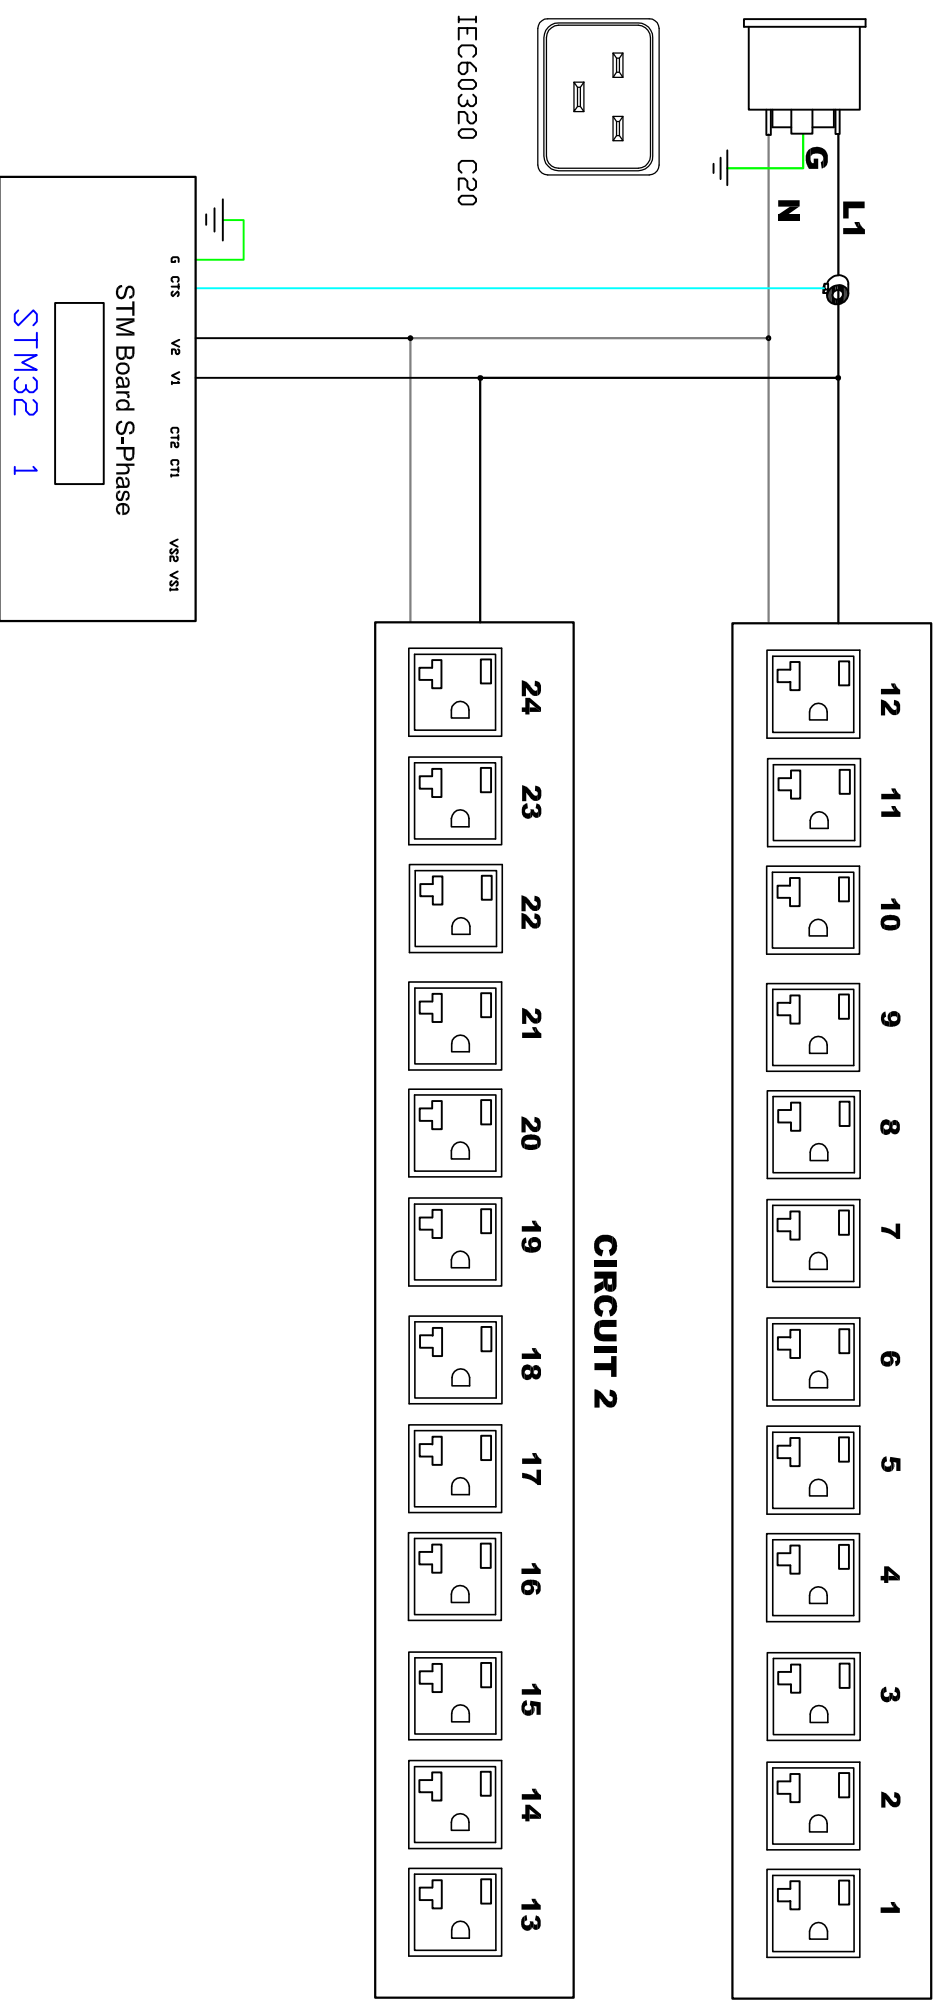 12 11 10 9 8 7 6 5 4 3 2 1
L1
G
N
CIRCUIT 2
24 23 22 21 20 19 18 17 16 15 14 13
IEC60320 C20
G CTS V2 V1 CT2 CT1 VS2 VS1
STM Board S-Phase
STM32 1